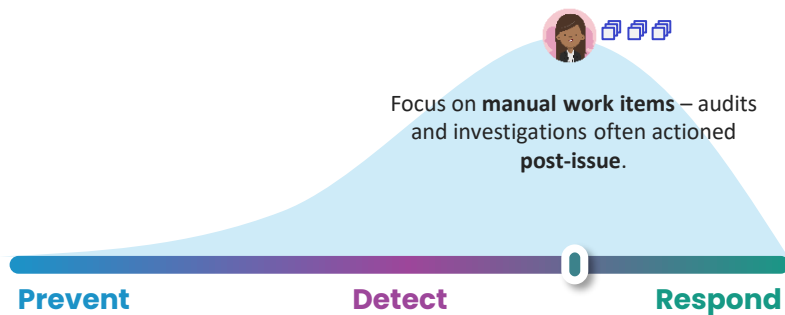 Focus on manual work items – audits
and investigations often actioned
post-issue.
Prevent Detect Respond